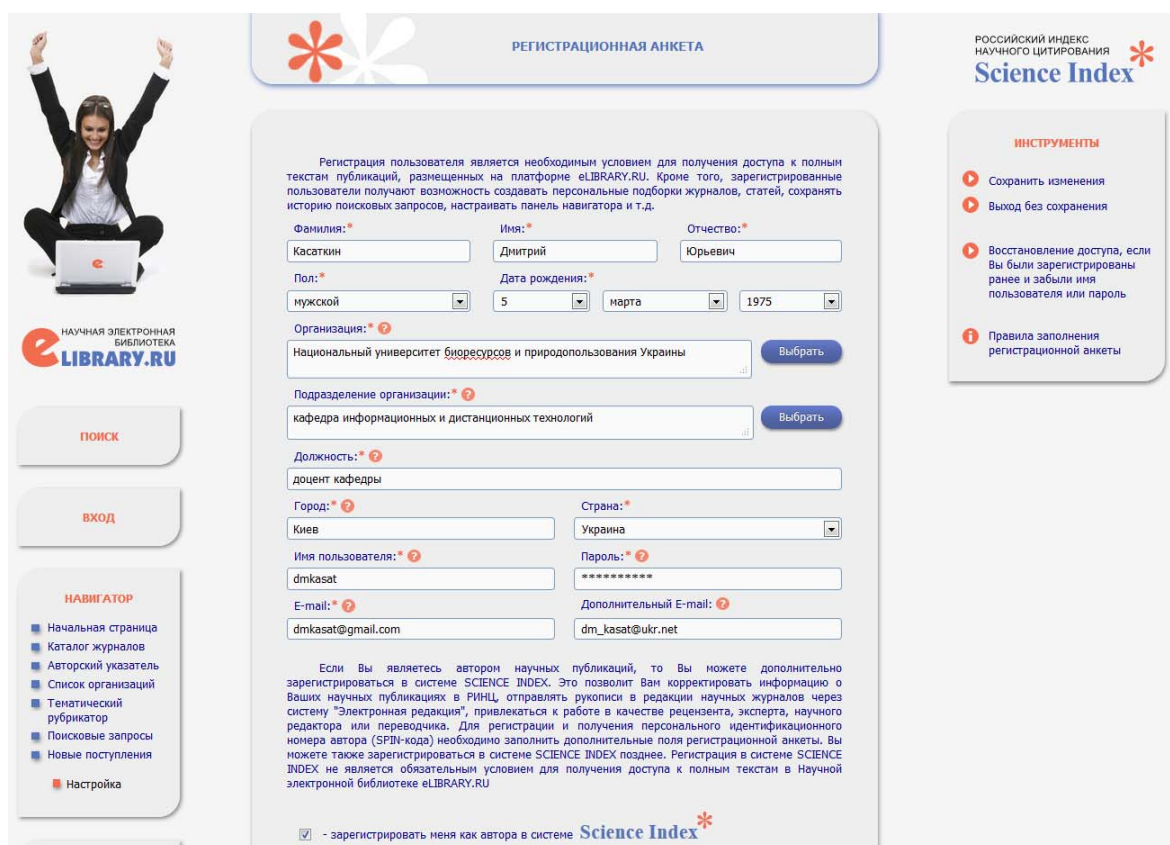 РЕГИСТРАЦИОННАЯ АНКЕТА
Регистрация пользователя является необходимым условием для получения доступа к полным
текстам публикаций, размещенных на платформе eLIBRARY.RU. Кроме того, зарегистрированные
пользователи получают возможность создавать персональные подборки журналов, статей, сохранять
историю поисковых запросов, настраивать панель навигатора и т.д.
Фамилия:* Имя:* Отчество:*
Касаткин Дмитрий Юрьевич
Пол:* Дата рождения:*
мужской 5 марта 1975
Организация:* ?
Национальный университет биоресурсов и природопользования Украины Выбрать
Подразделение организации:* ?
кафедра информационных и дистанционных технологий Выбрать
Должность:* ?
доцент кафедры
Город:* ? Страна:*
Киев Украина
Имя пользователя:* ? Пароль:* ?
dmkasat **********
E-mail:* ? Дополнительный E-mail: ?
dmkasat@gmail.com dm_kasat@ukr.net
Если Вы являетесь автором научных публикаций, то Вы можете дополнительно
зарегистрироваться в системе SCIENCE INDEX. Это позволит Вам корректировать информацию о
Ваших научных публикациях в РИНЦ, отправлять рукописи в редакции научных журналов через
систему "Электронная редакция", привлекаться к работе в качестве рецензента, эксперта, научного
редактора или переводчика. Для регистрации и получения персонального идентификационного
номера автора (SPIN-кода) необходимо заполнить дополнительные поля регистрационной анкеты. Вы
можете также зарегистрироваться в системе SCIENCE INDEX позднее. Регистрация в системе SCIENCE
INDEX не является обязательным условием для получения доступа к полным текстам в Научной
электронной библиотеке eLIBRARY.RU
- зарегистрировать меня как автора в системе Science Index
e
НАУЧНАЯ ЭЛЕКТРОННАЯ
БИБЛИОТЕКА
eLIBRARY.RU
ПОИСК
ВХОД
НАВИГАТОР
Начальная страница
Каталог журналов
Авторский указатель
Список организаций
Тематический
рубрикатор
Поисковые запросы
Новые поступления
Настройка
РОССИЙСКИЙ ИНДЕКС
НАУЧНОГО ЦИТИРОВАНИЯ
Science Index
ИНСТРУМЕНТЫ
Сохранить изменения
Выход без сохранения
Восстановление доступа, если
Вы были зарегистрированы
ранее и забыли имя
пользователя или пароль
Правила заполнения
регистрационной анкеты